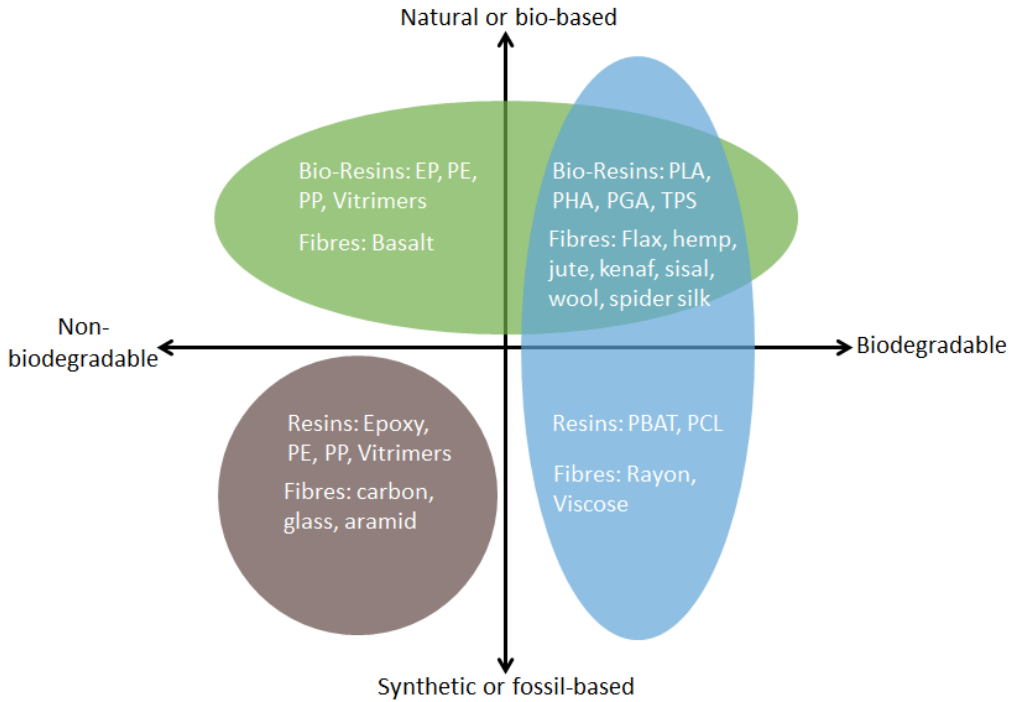 Natural or bio-based
Bio-Resins: EP, PE,
PP, Vitrimers
Fibres: Basalt
Bio-Resins: PLA,
PHA, PGA, TPS
Fibres: Flax, hemp,
jute, kenaf, sisal,
wool, spider silk
Non-
biodegradable
Biodegradable
Resins: Epoxy,
PE, PP, Vitrimers
Fibres: carbon,
glass, aramid
Resins: PBAT, PCL
Fibres: Rayon,
Viscose
Synthetic or fossil-based